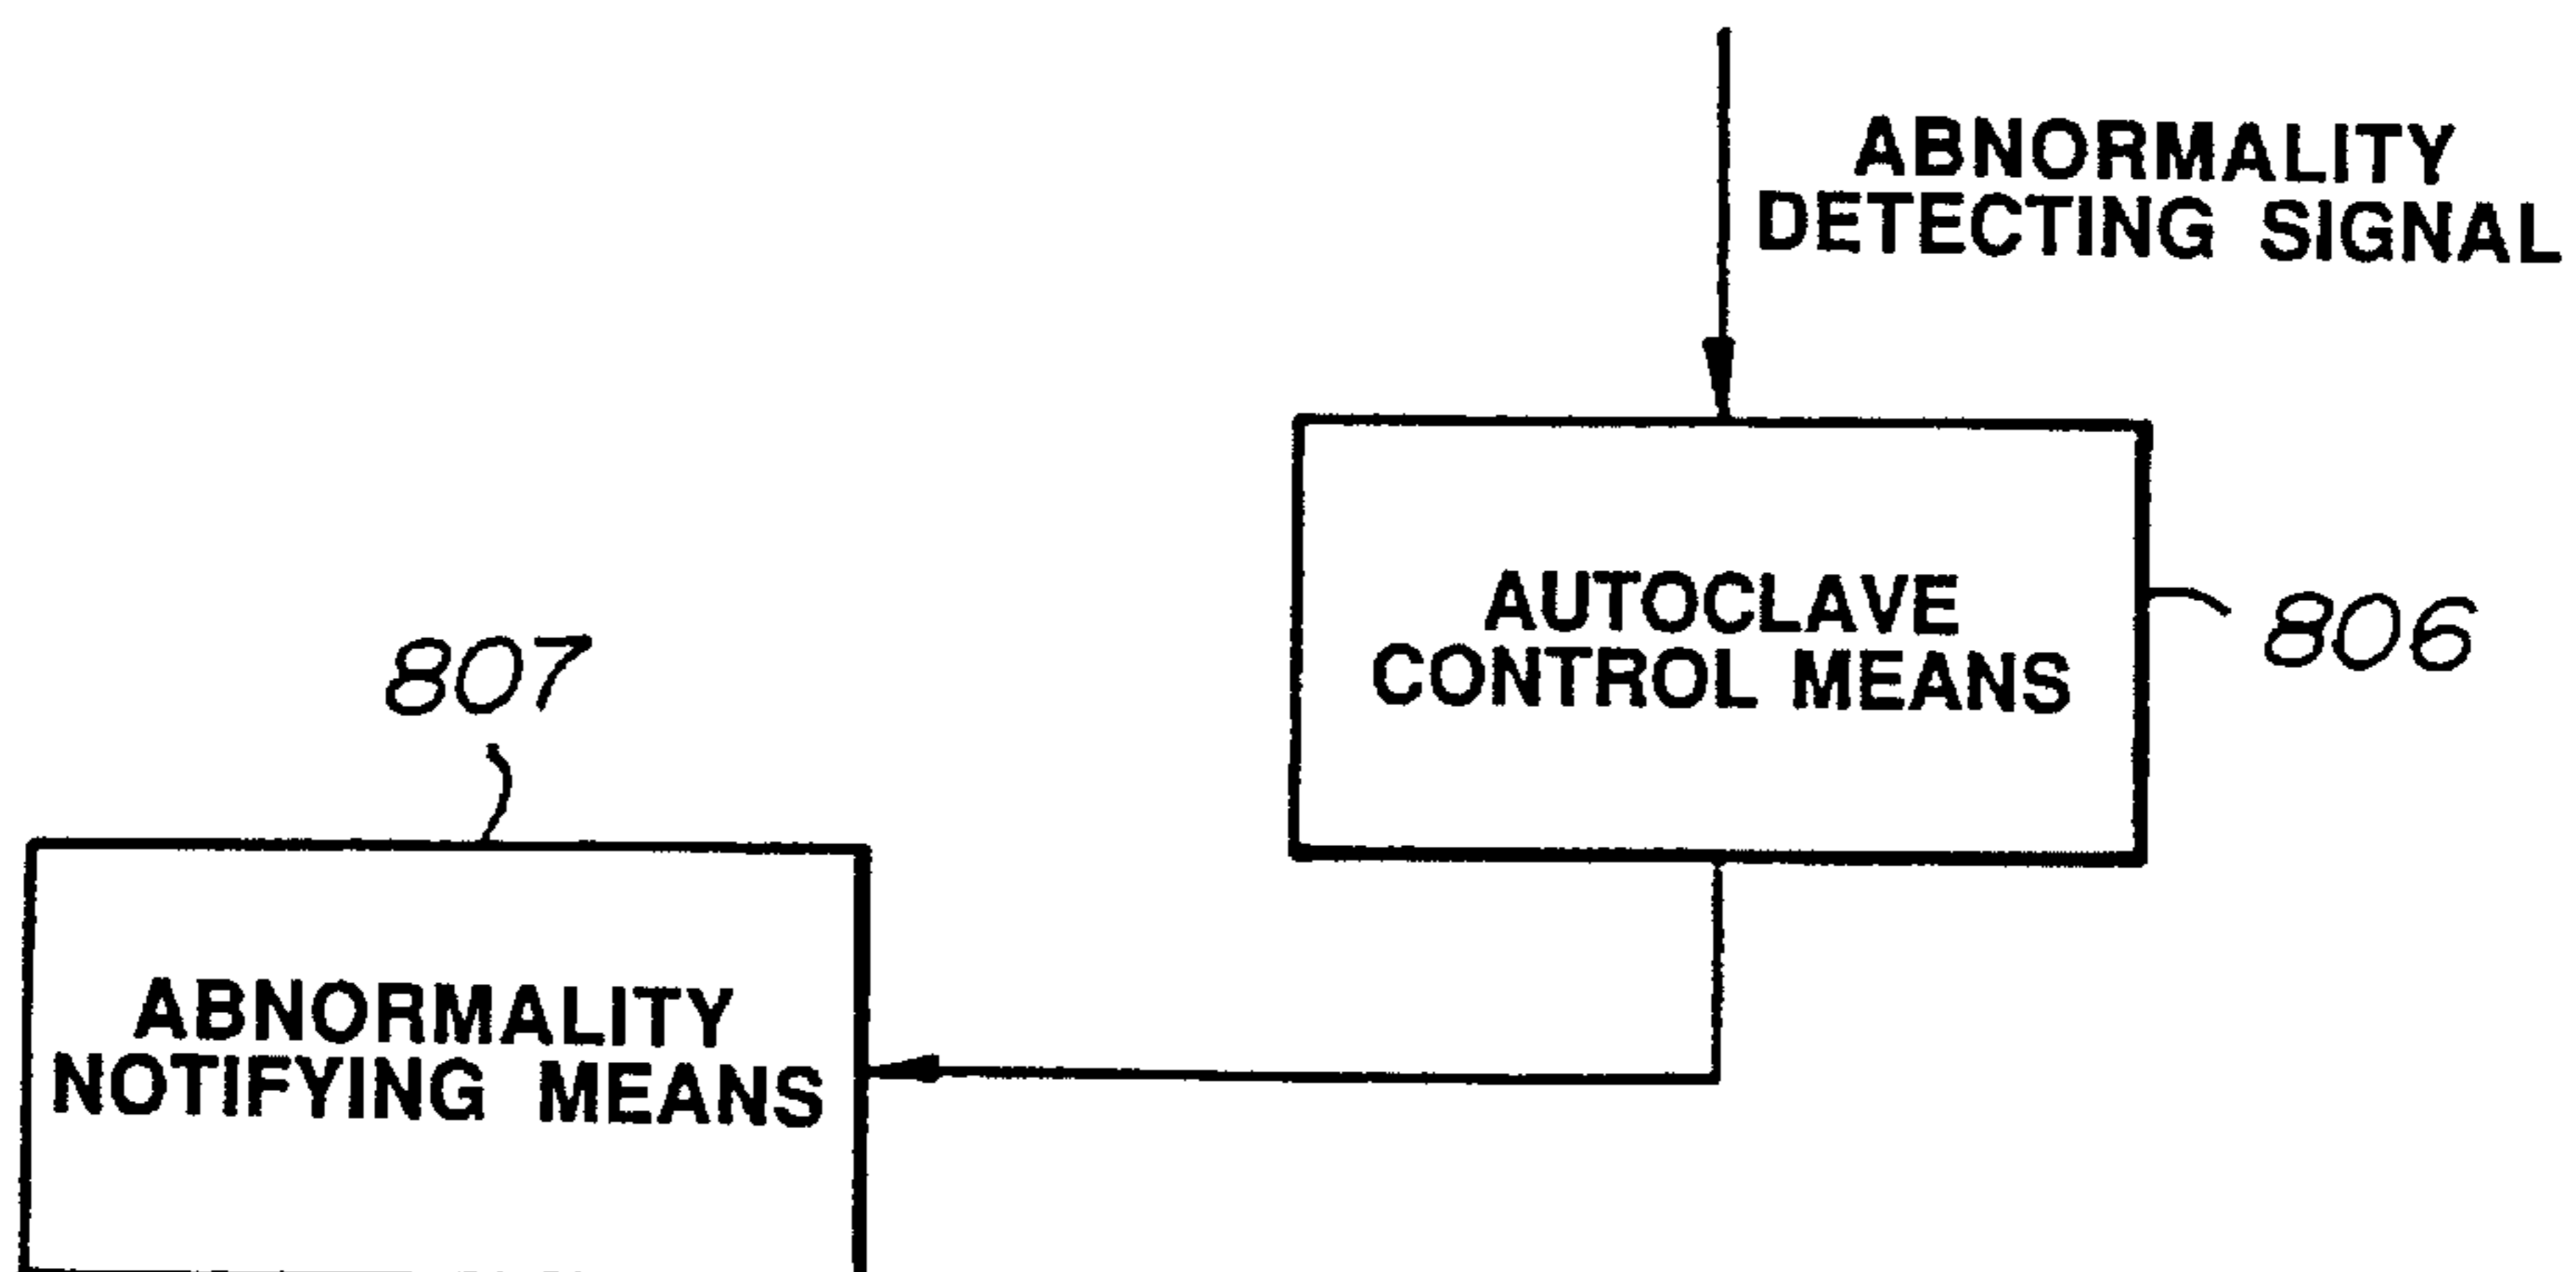 ABNORMALITY
DETECTING SIGNAL
AUTOCLAVE
CONTROL MEANS
806
807
ABNORMALITY
NOTIFYING MEANS